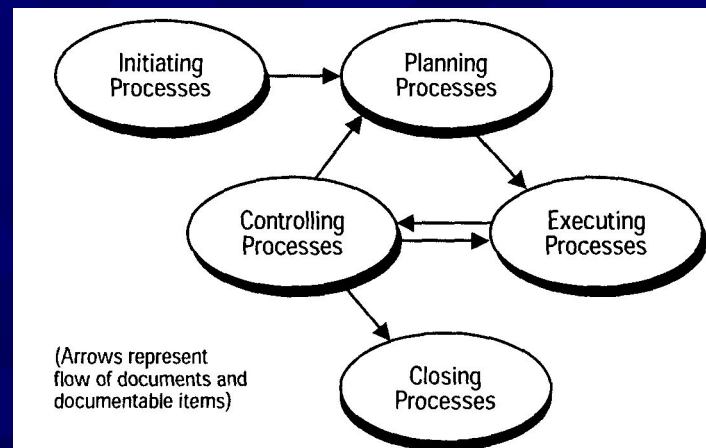 Initiating
Processes
Planning
Processes
Controlling
Processes
Executing
Processes
(Arrows represent
flow of documents and
documentable items)
Closing
Processes